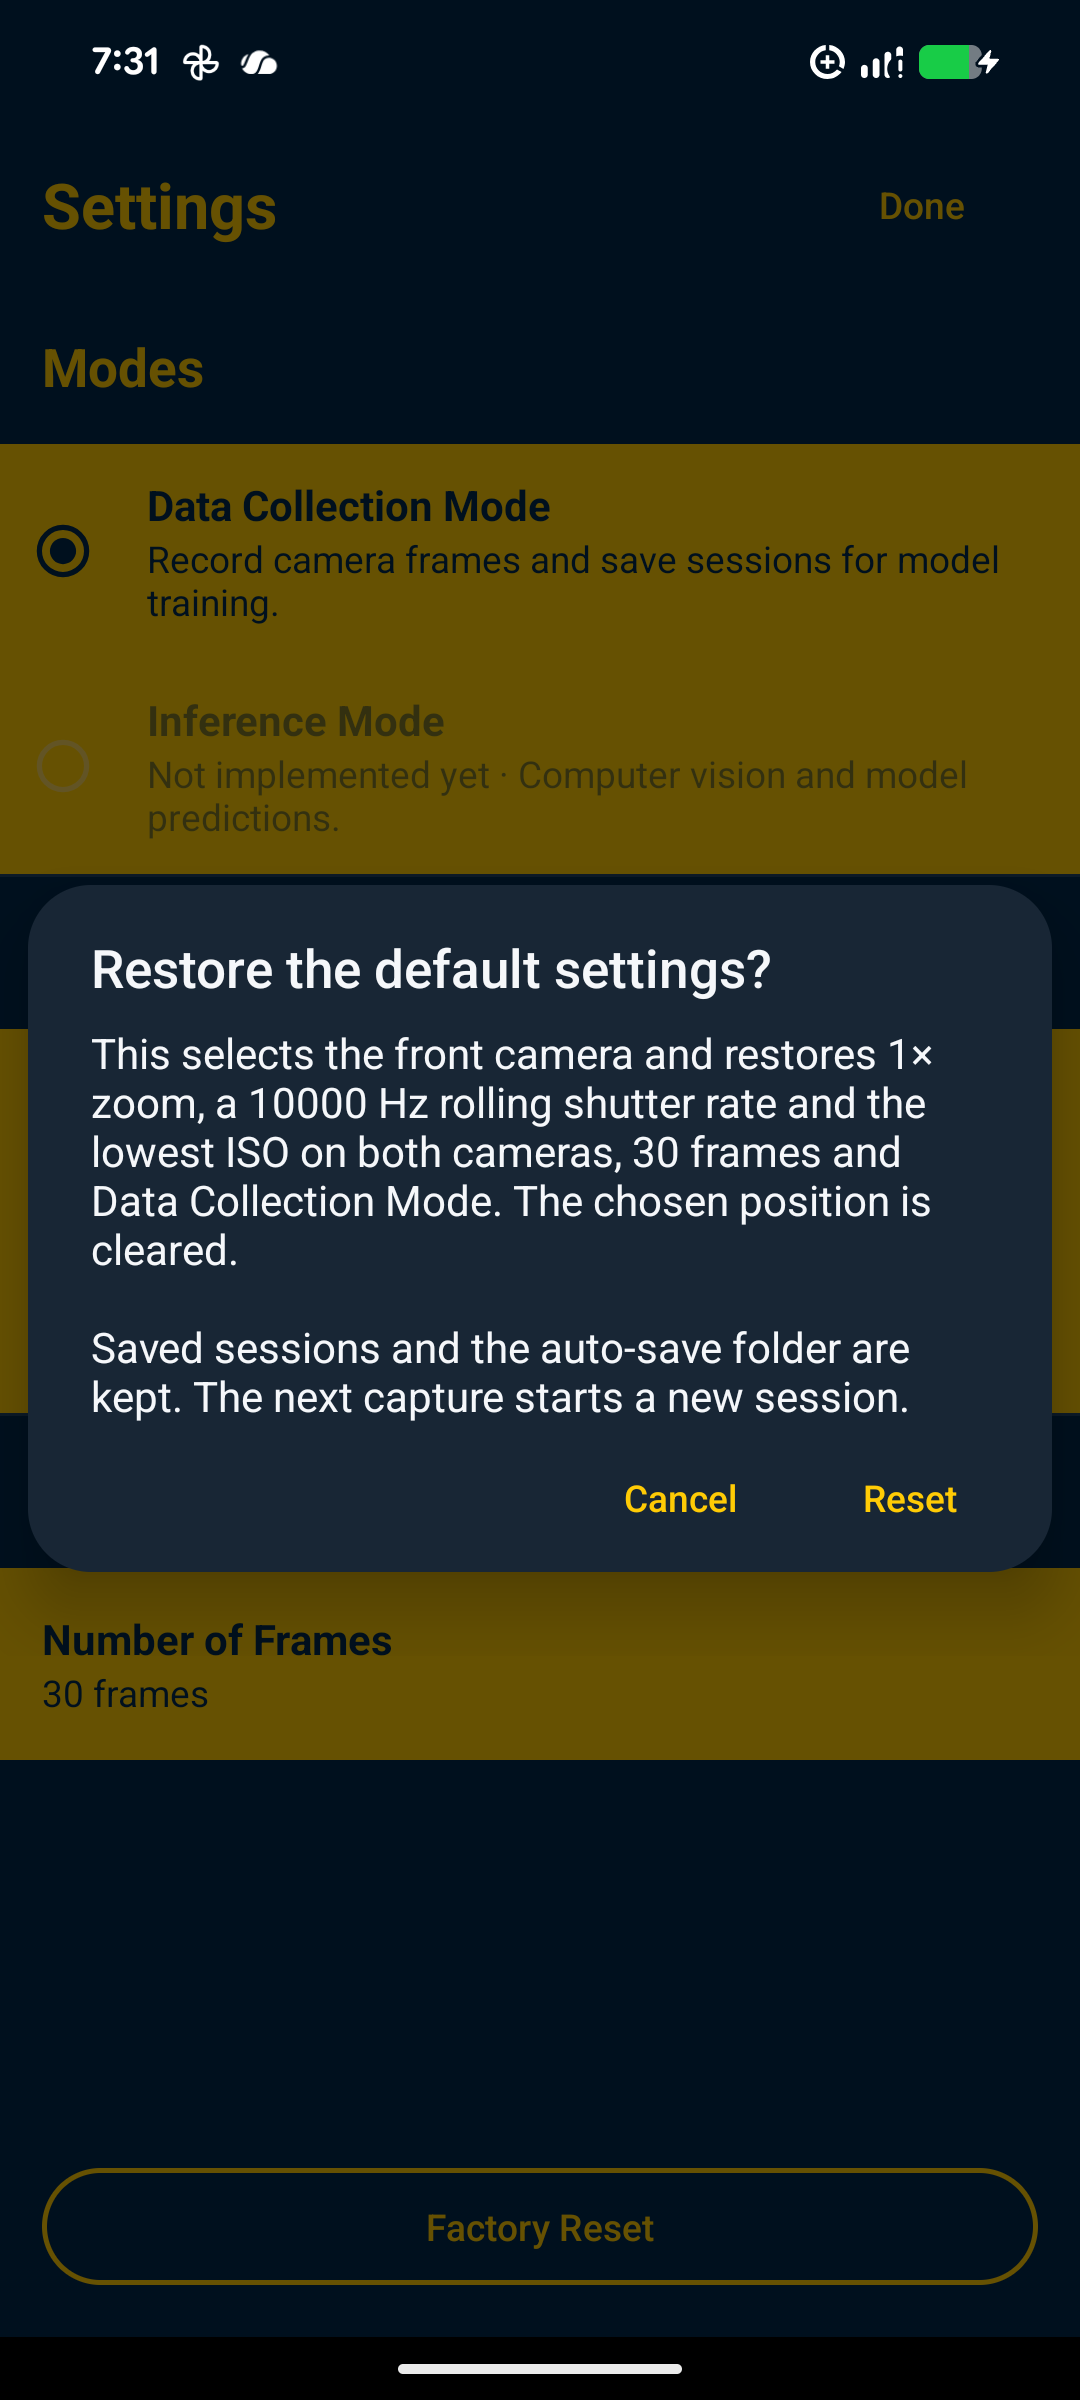 7:31
Settings
Done
Modes
Data Collection Mode
Record camera frames and save sessions for model
training.
Inference Mode
Not implemented yet · Computer vision and model
predictions.
Restore the default settings?
This selects the front camera and restores 1×
zoom, a 10000 Hz rolling shutter rate and the
lowest ISO on both cameras, 30 frames and
Data Collection Mode. The chosen position is
cleared.
Saved sessions and the auto-save folder are
kept. The next capture starts a new session.
Cancel
Reset
Number of Frames
30 frames
Factory Reset